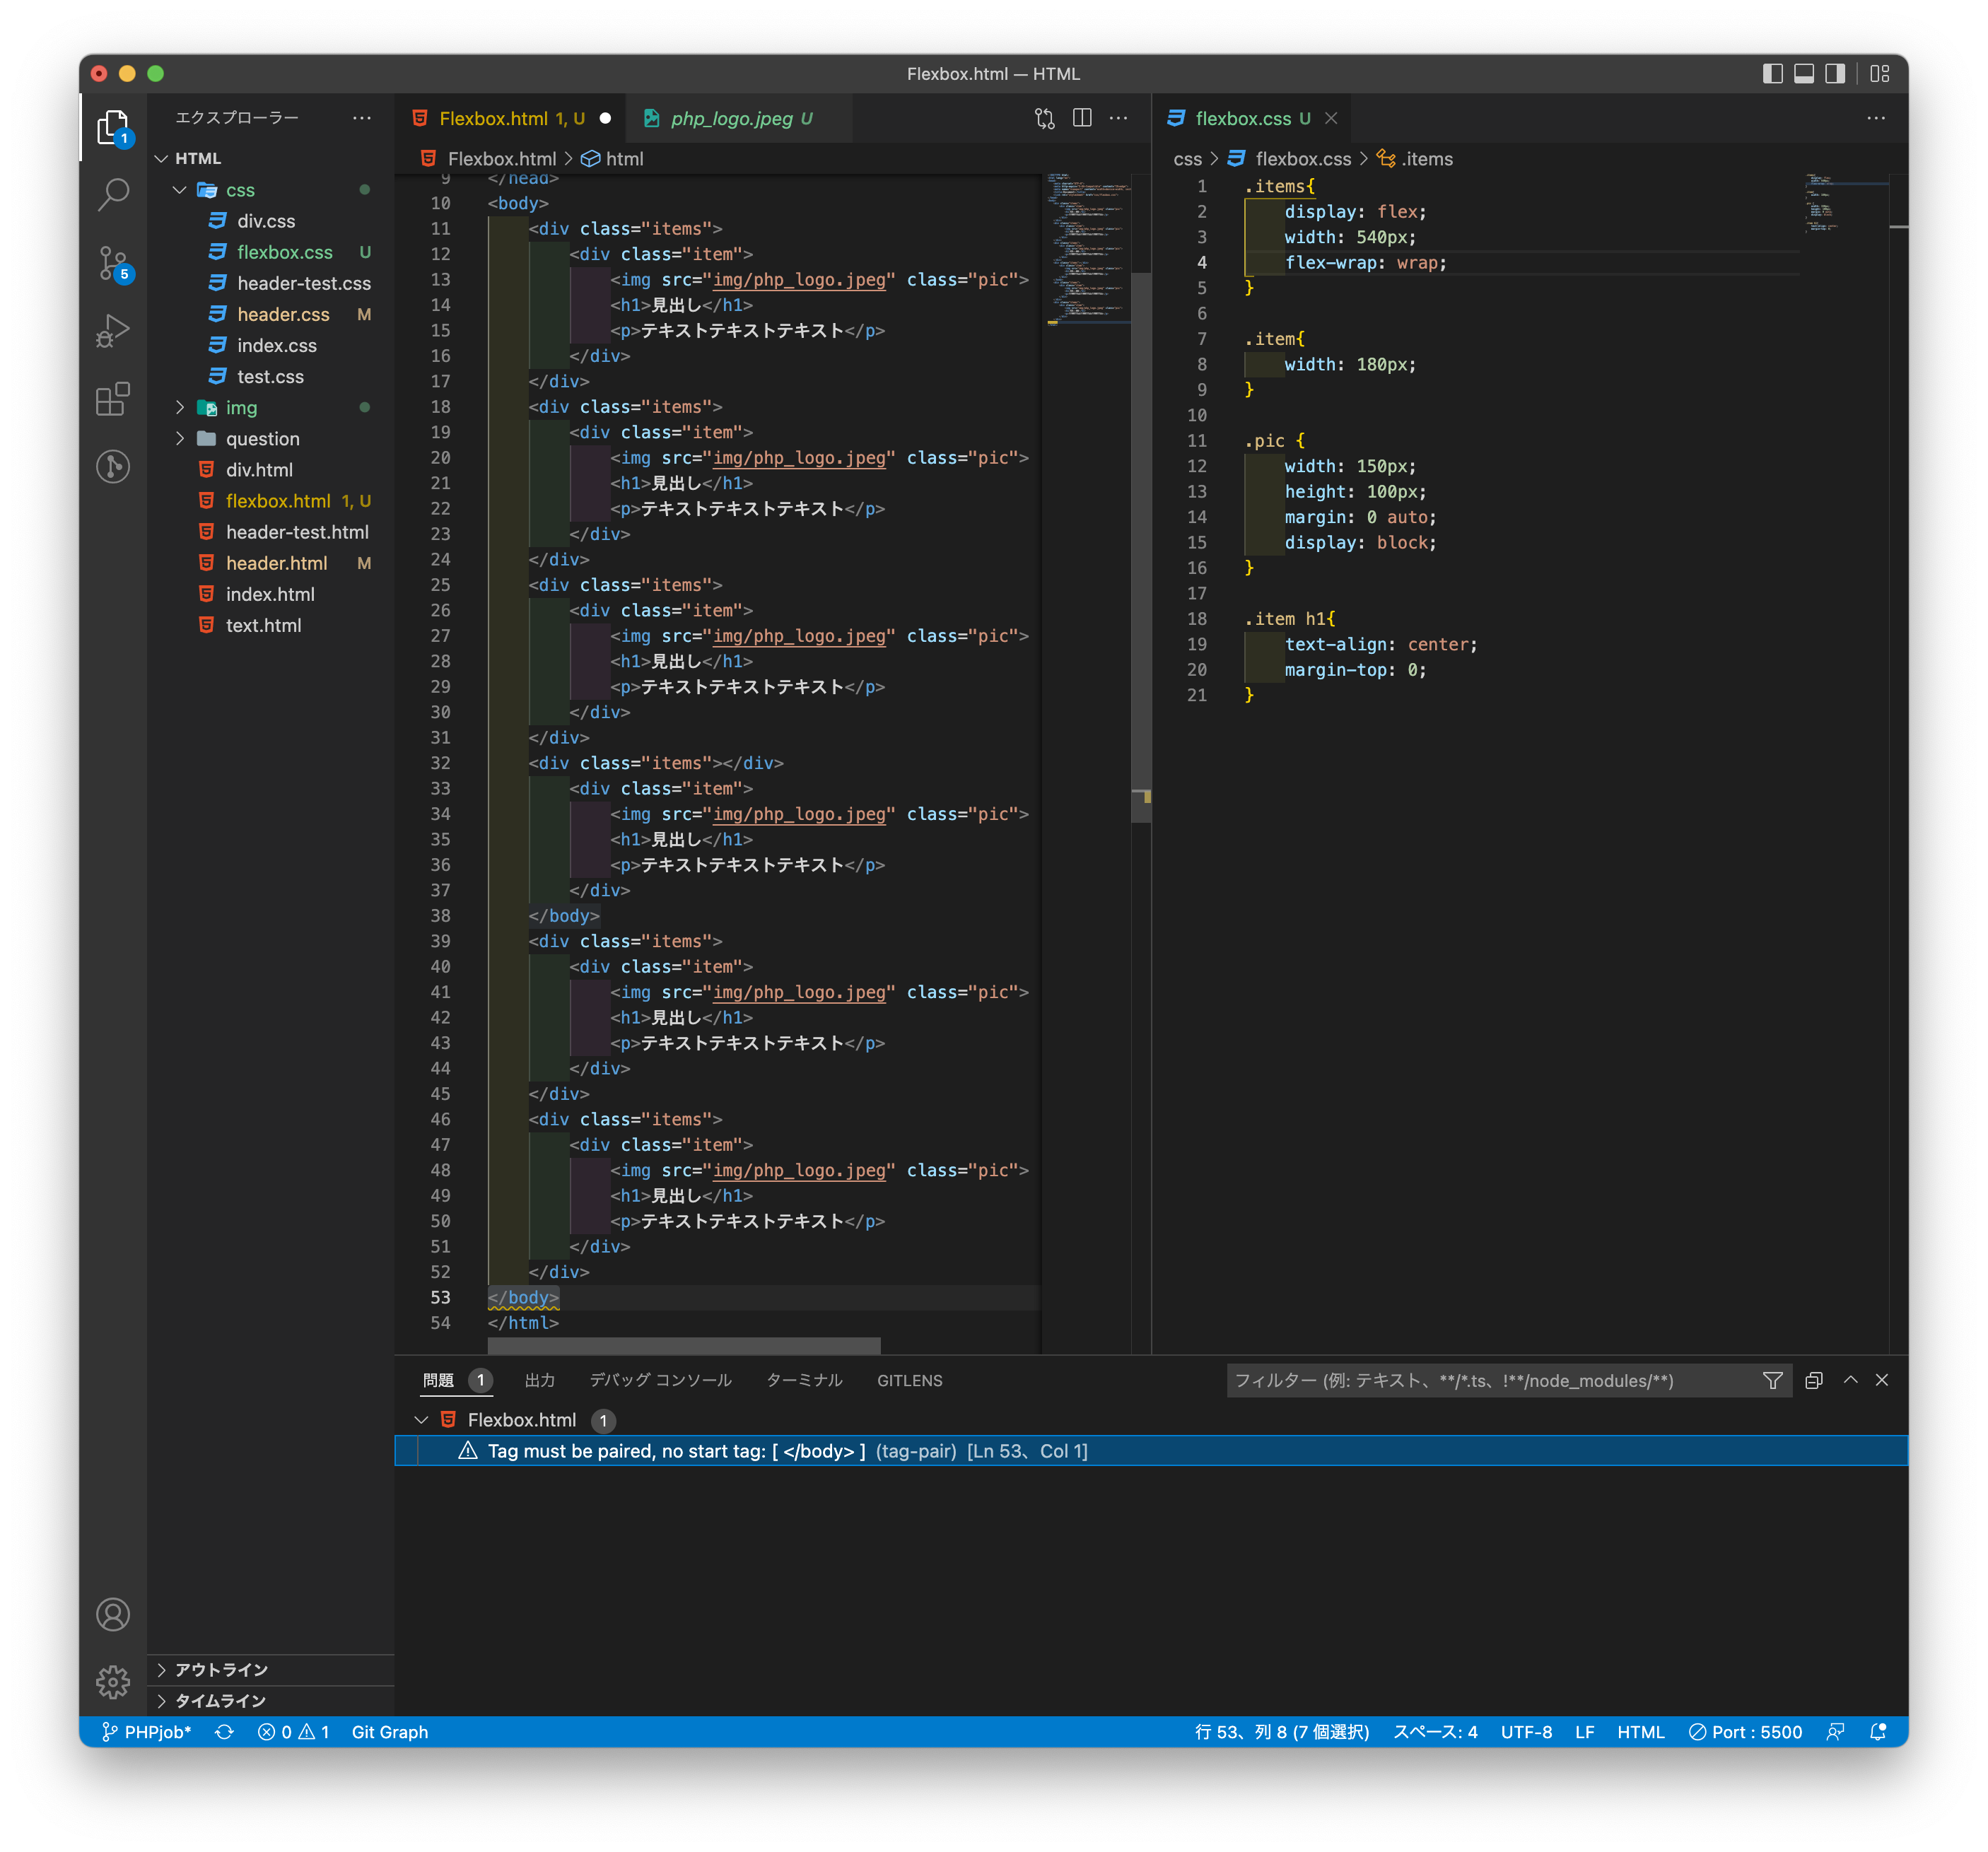 Flexbox.html — HTML
エクスプローラー
HTML
css
div.css
flexbox.css U
header-test.css
header.css M
index.css
test.css
img
question
div.html
flexbox.html 1, U
header-test.html
header.html M
index.html
text.html
アウトライン
タイムライン
1
5
Flexbox.html 1, U
php_logo.jpeg U
Flexbox.html > html
9 </head>
10 <body>
11 <div class="items">
12 <div class="item">
13 <img src="img/php_logo.jpeg" class="pic">
14 <h1>見出し</h1>
15 <p>テキストテキストテキスト</p>
16 </div>
17 </div>
18 <div class="items">
19 <div class="item">
20 <img src="img/php_logo.jpeg" class="pic">
21 <h1>見出し</h1>
22 <p>テキストテキストテキスト</p>
23 </div>
24 </div>
25 <div class="items">
26 <div class="item">
27 <img src="img/php_logo.jpeg" class="pic">
28 <h1>見出し</h1>
29 <p>テキストテキストテキスト</p>
30 </div>
31 </div>
32 <div class="items"></div>
33 <div class="item">
34 <img src="img/php_logo.jpeg" class="pic">
35 <h1>見出し</h1>
36 <p>テキストテキストテキスト</p>
37 </div>
38 </body>
39 <div class="items">
40 <div class="item">
41 <img src="img/php_logo.jpeg" class="pic">
42 <h1>見出し</h1>
43 <p>テキストテキストテキスト</p>
44 </div>
45 </div>
46 <div class="items">
47 <div class="item">
48 <img src="img/php_logo.jpeg" class="pic">
49 <h1>見出し</h1>
50 <p>テキストテキストテキスト</p>
51 </div>
52 </div>
53 </body>
54 </html>
flexbox.css U
css > flexbox.css > .items
1 .items{
2 display: flex;
3 width: 540px;
4 flex-wrap: wrap;
5 }
6
7 .item{
8 width: 180px;
9 }
10
11 .pic {
12 width: 150px;
13 height: 100px;
14 margin: 0 auto;
15 display: block;
16 }
17
18 .item h1{
19 text-align: center;
20 margin-top: 0;
21 }
問題 1 出力 デバッグ コンソール ターミナル GITLENS
フィルター (例: テキスト、**/*.ts、!**/node_modules/**)
Flexbox.html 1
Tag must be paired, no start tag: [ </body> ] (tag-pair) [Ln 53、Col 1]
PHPjob* 0 1 Git Graph
行 53、列 8 (7 個選択) スペース: 4 UTF-8 LF HTML Port : 5500